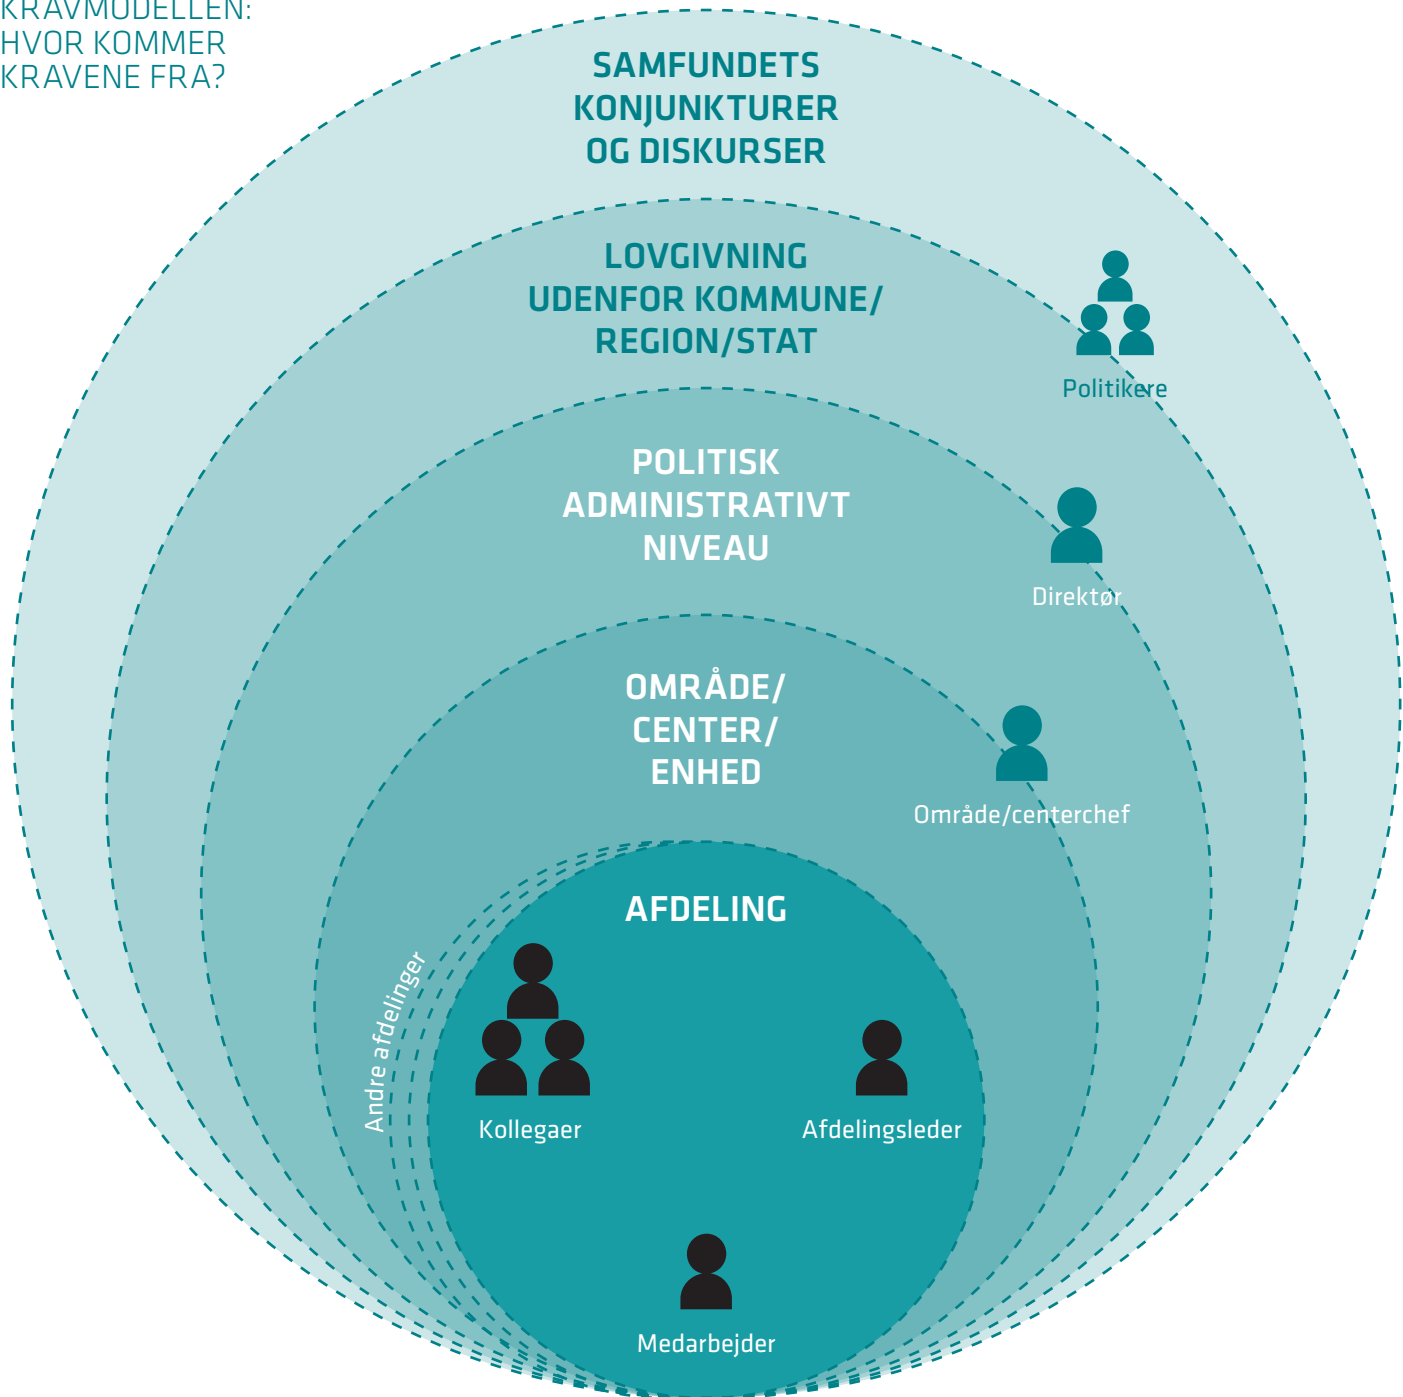 KRAVMODELLEN:
HVOR KOMMER
KRAVENE FRA?
SAMFUNDETS
KONJUNKTURER
OG DISKURSER
LOVGIVNING
UDENFOR KOMMUNE/
REGION/STAT
Politikere
POLITISK
ADMINISTRATIVT
NIVEAU
Direktør
OMRÅDE/
CENTER/
ENHED
Område/centerchef
AFDELING
Andre afdelinger
Kollegaer
Afdelingsleder
Medarbejder